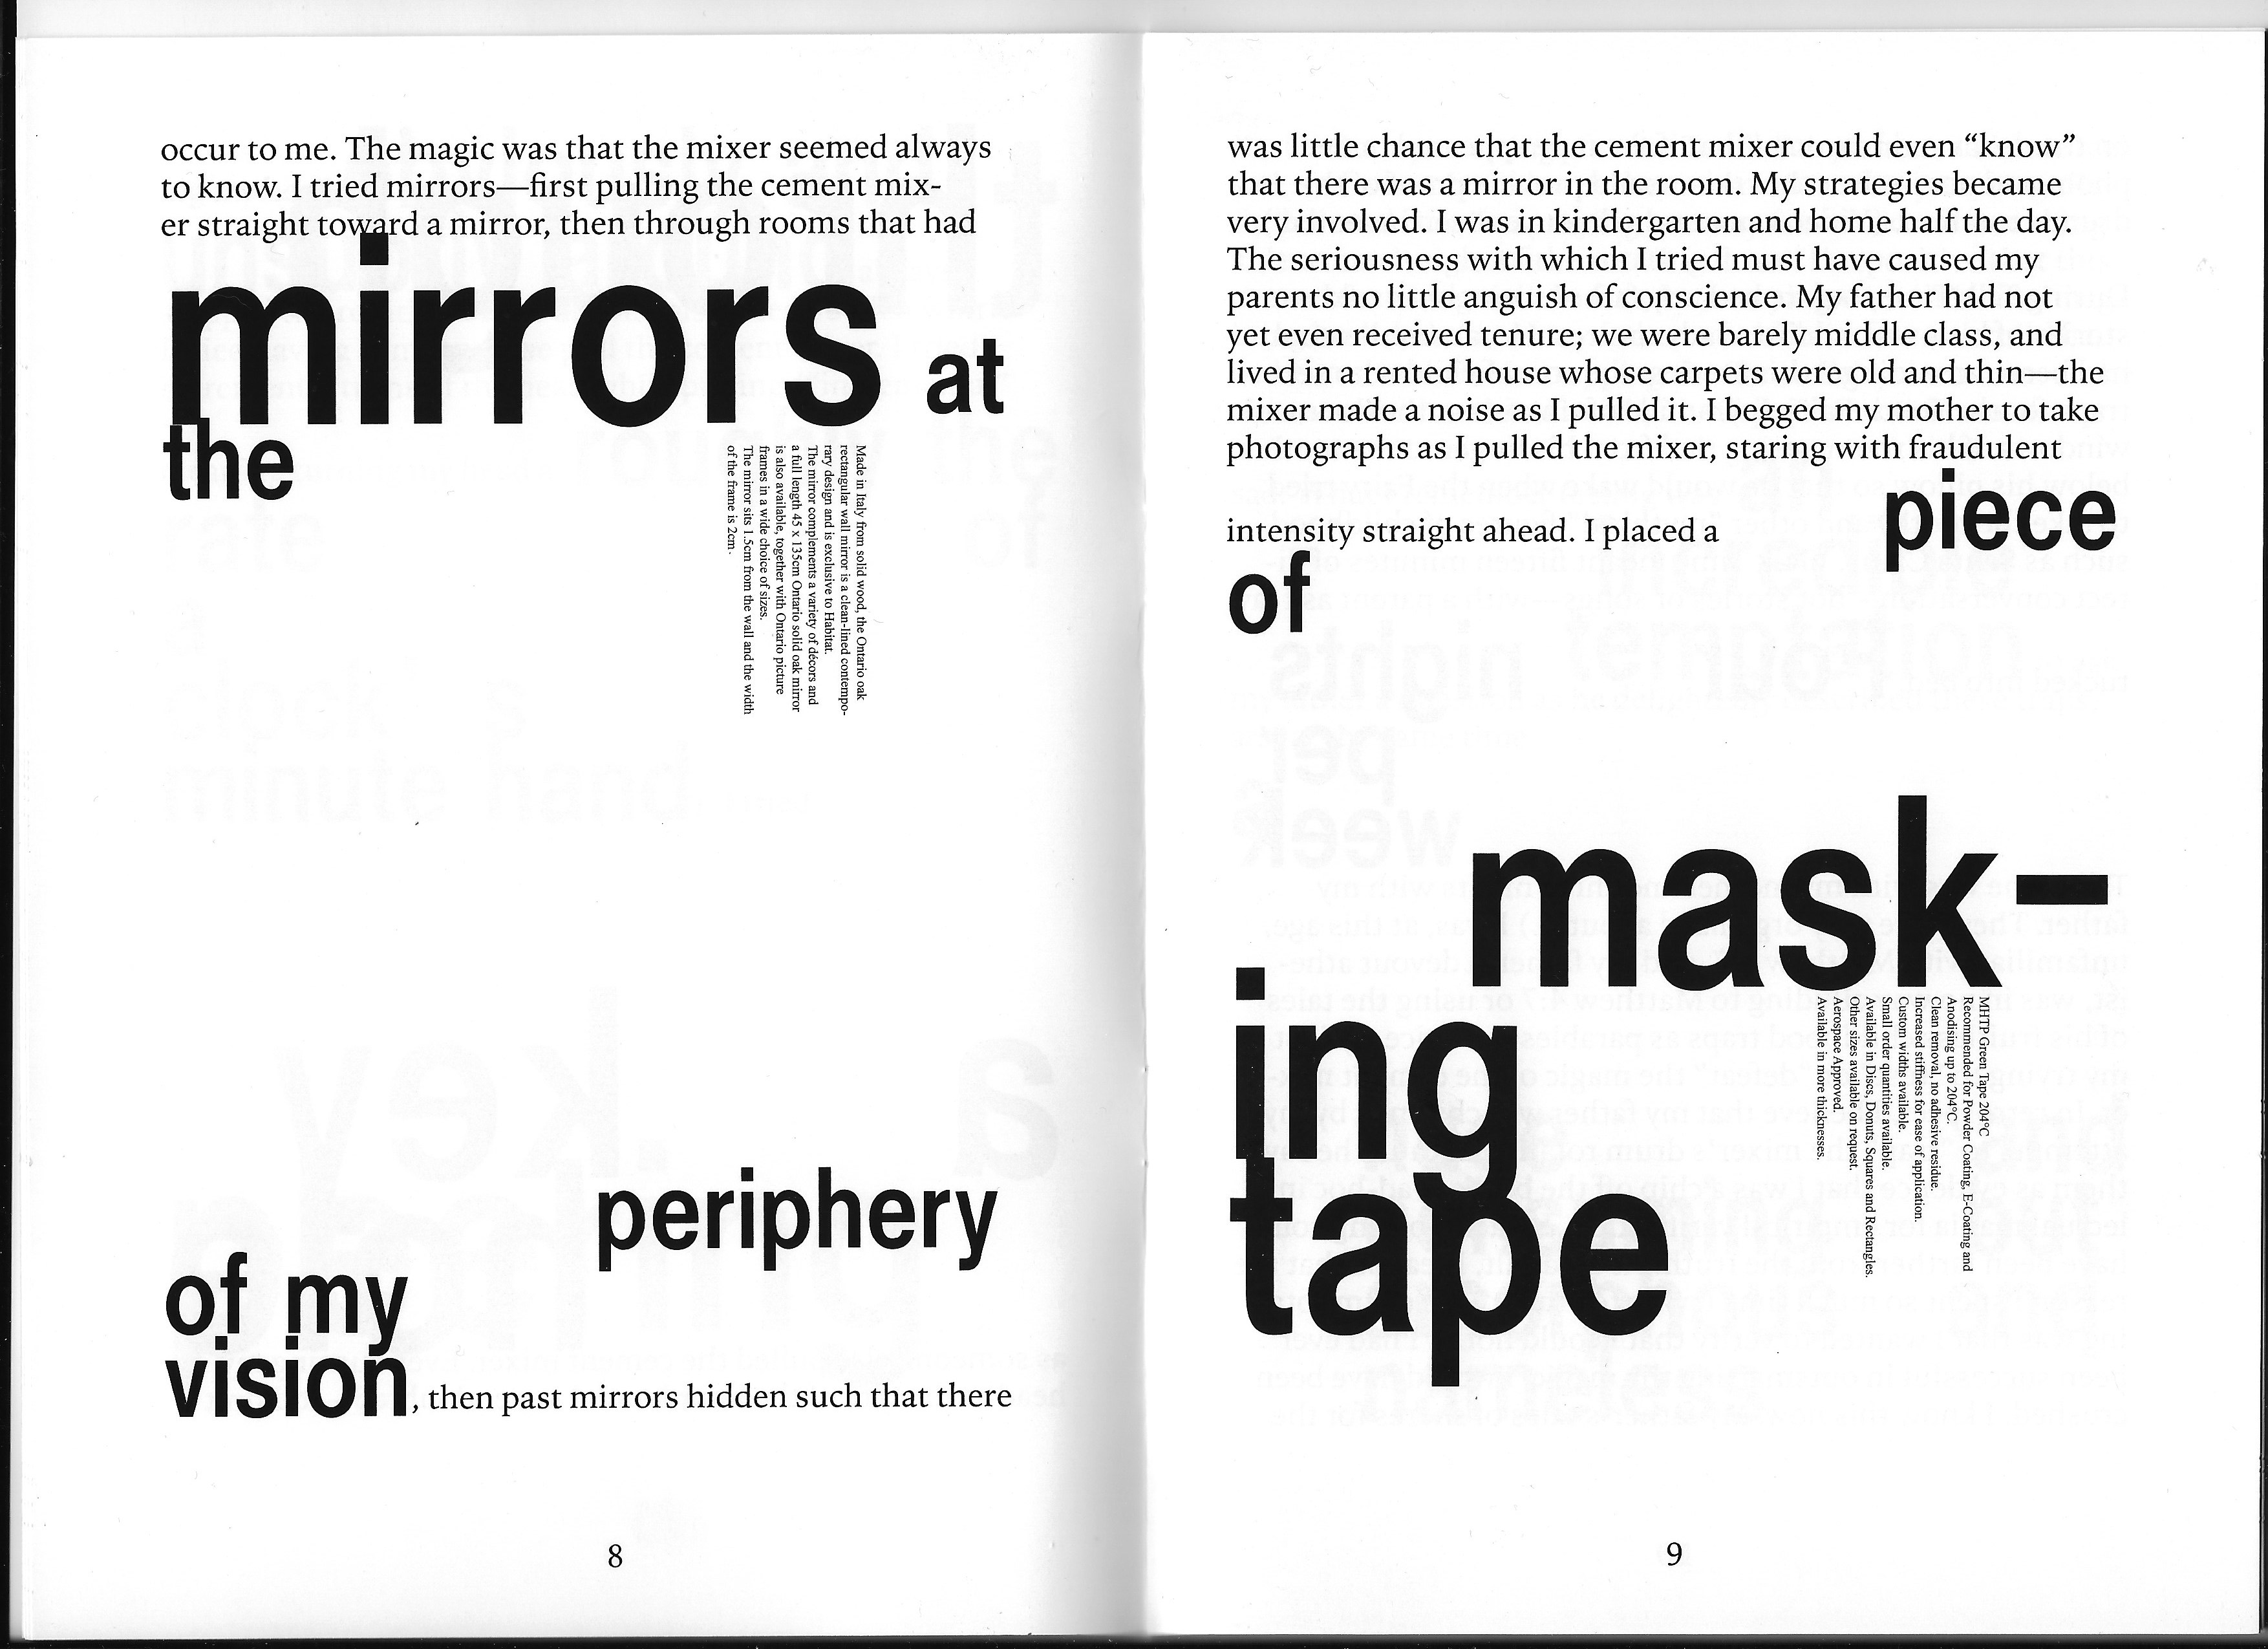 occur to me. The magic was that the mixer seemed always
to know. I tried mirrors—first pulling the cement mix-
er straight toward a mirror, then through rooms that had
mirrors at
the
Made in Italy from solid wood, the Ontario oak
rectangular wall mirror is a clean-lined contempo-
rary design and is exclusive to Habitat.
The mirror complements a variety of décors and
a full length 45 x 135cm Ontario solid oak mirror
is also available, together with Ontario picture
frames in a wide choice of sizes.
The mirror sits 1.5cm from the wall and the width
of the frame is 2cm.
periphery
of my
vision, then past mirrors hidden such that there
8
was little chance that the cement mixer could even “know”
that there was a mirror in the room. My strategies became
very involved. I was in kindergarten and home half the day.
The seriousness with which I tried must have caused my
parents no little anguish of conscience. My father had not
yet even received tenure; we were barely middle class, and
lived in a rented house whose carpets were old and thin—the
mixer made a noise as I pulled it. I begged my mother to take
photographs as I pulled the mixer, staring with fraudulent
intensity straight ahead. I placed a piece
of
mask-
ing
tape
MHTP Green Tape 204°C
Recommended for Powder Coating, E-Coating and
Anodising up to 204°C.
Clean removal, no adhesive residue.
Increased stiffness for ease of application.
Custom widths available.
Small order quantities available.
Available in Discs, Donuts, Squares and Rectangles.
Other sizes available on request.
Aerospace Approved.
Available in more thicknesses.
9